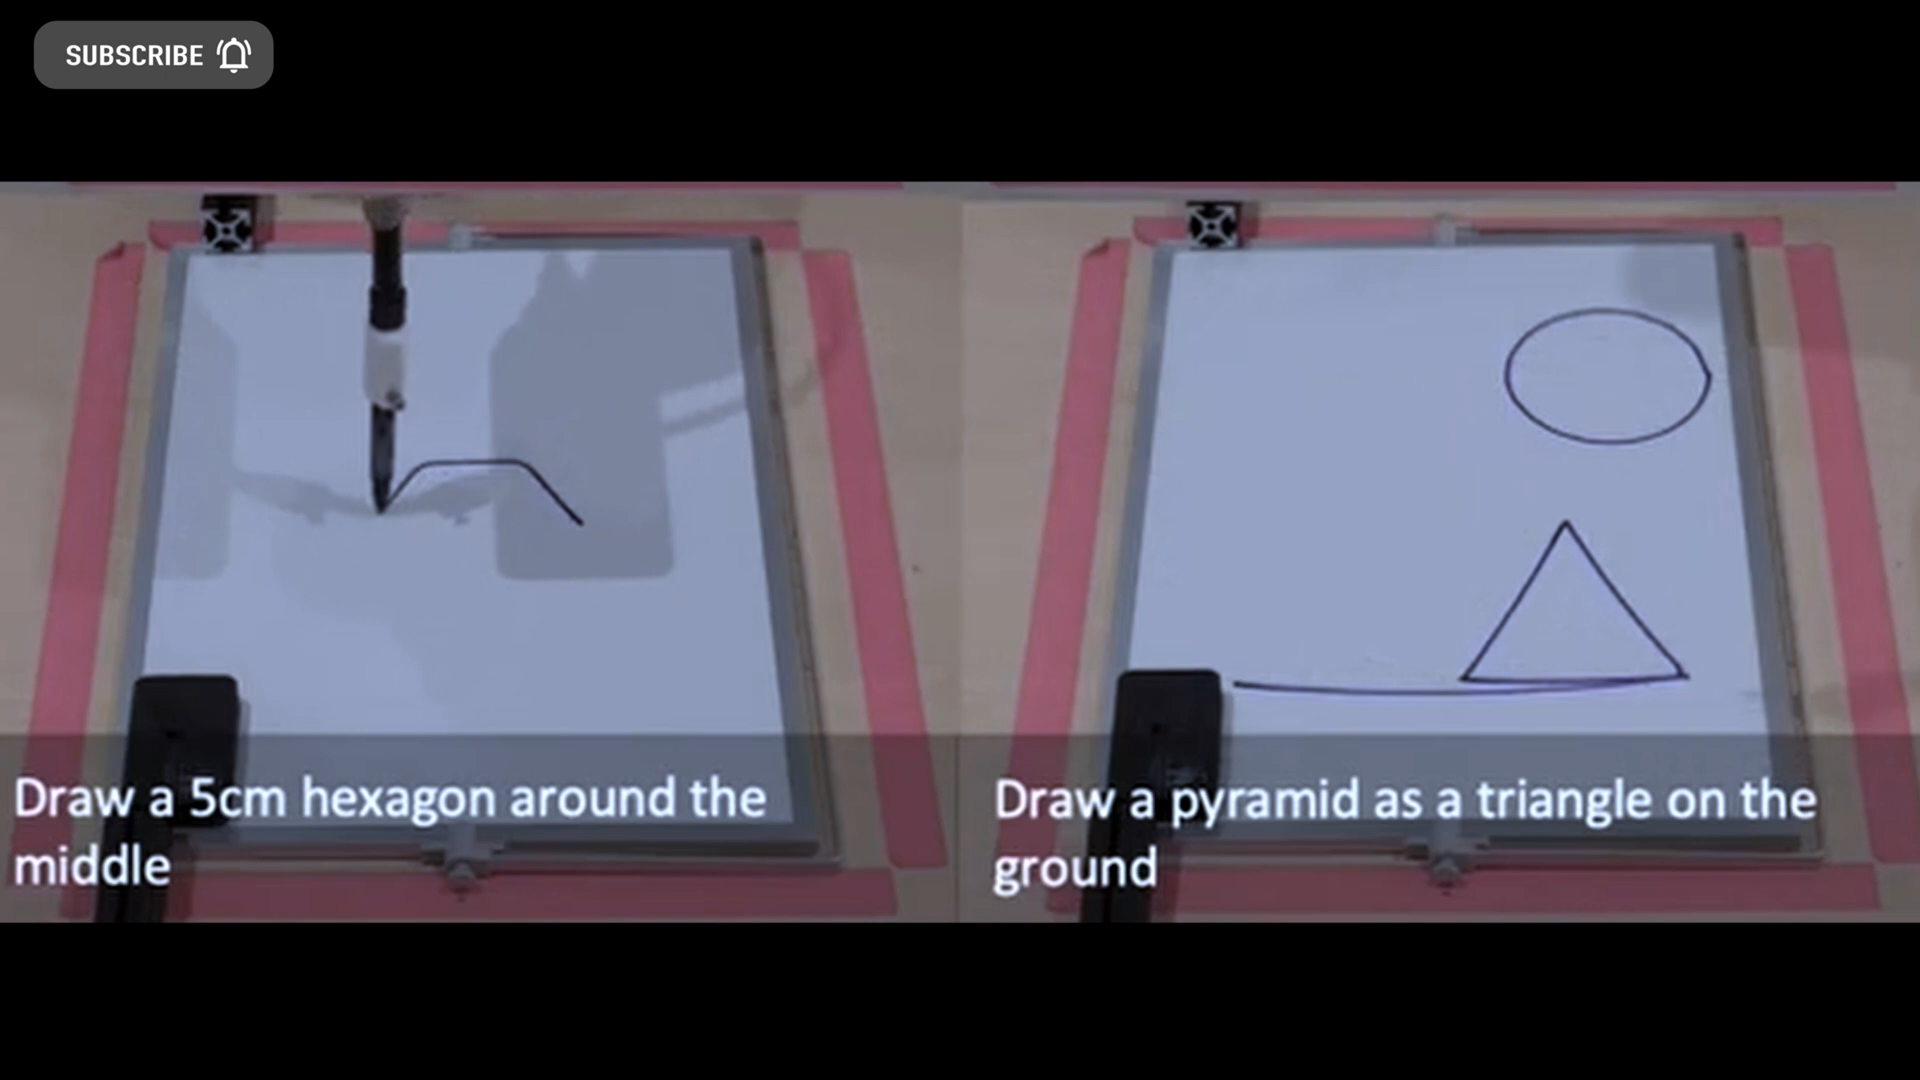 SUBSCRIBE
Draw a 5cm hexagon around the
middle
Draw a pyramid as a triangle on the
ground